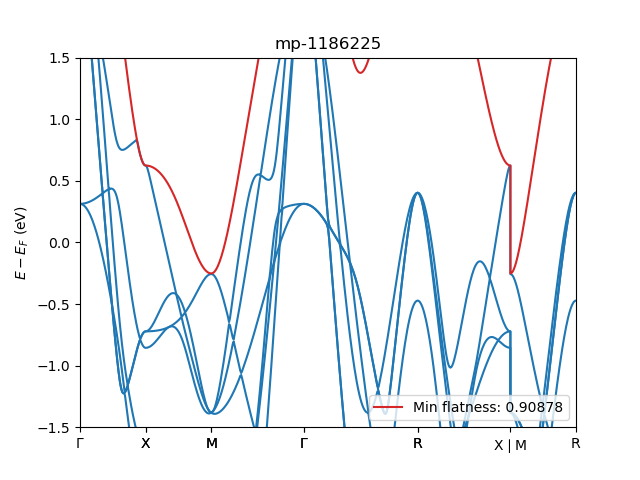 mp-1186225
E − E_F (eV)
1.5
1.0
0.5
0.0
−0.5
−1.0
−1.5
Min flatness: 0.90878
Γ X M Γ R X | M R